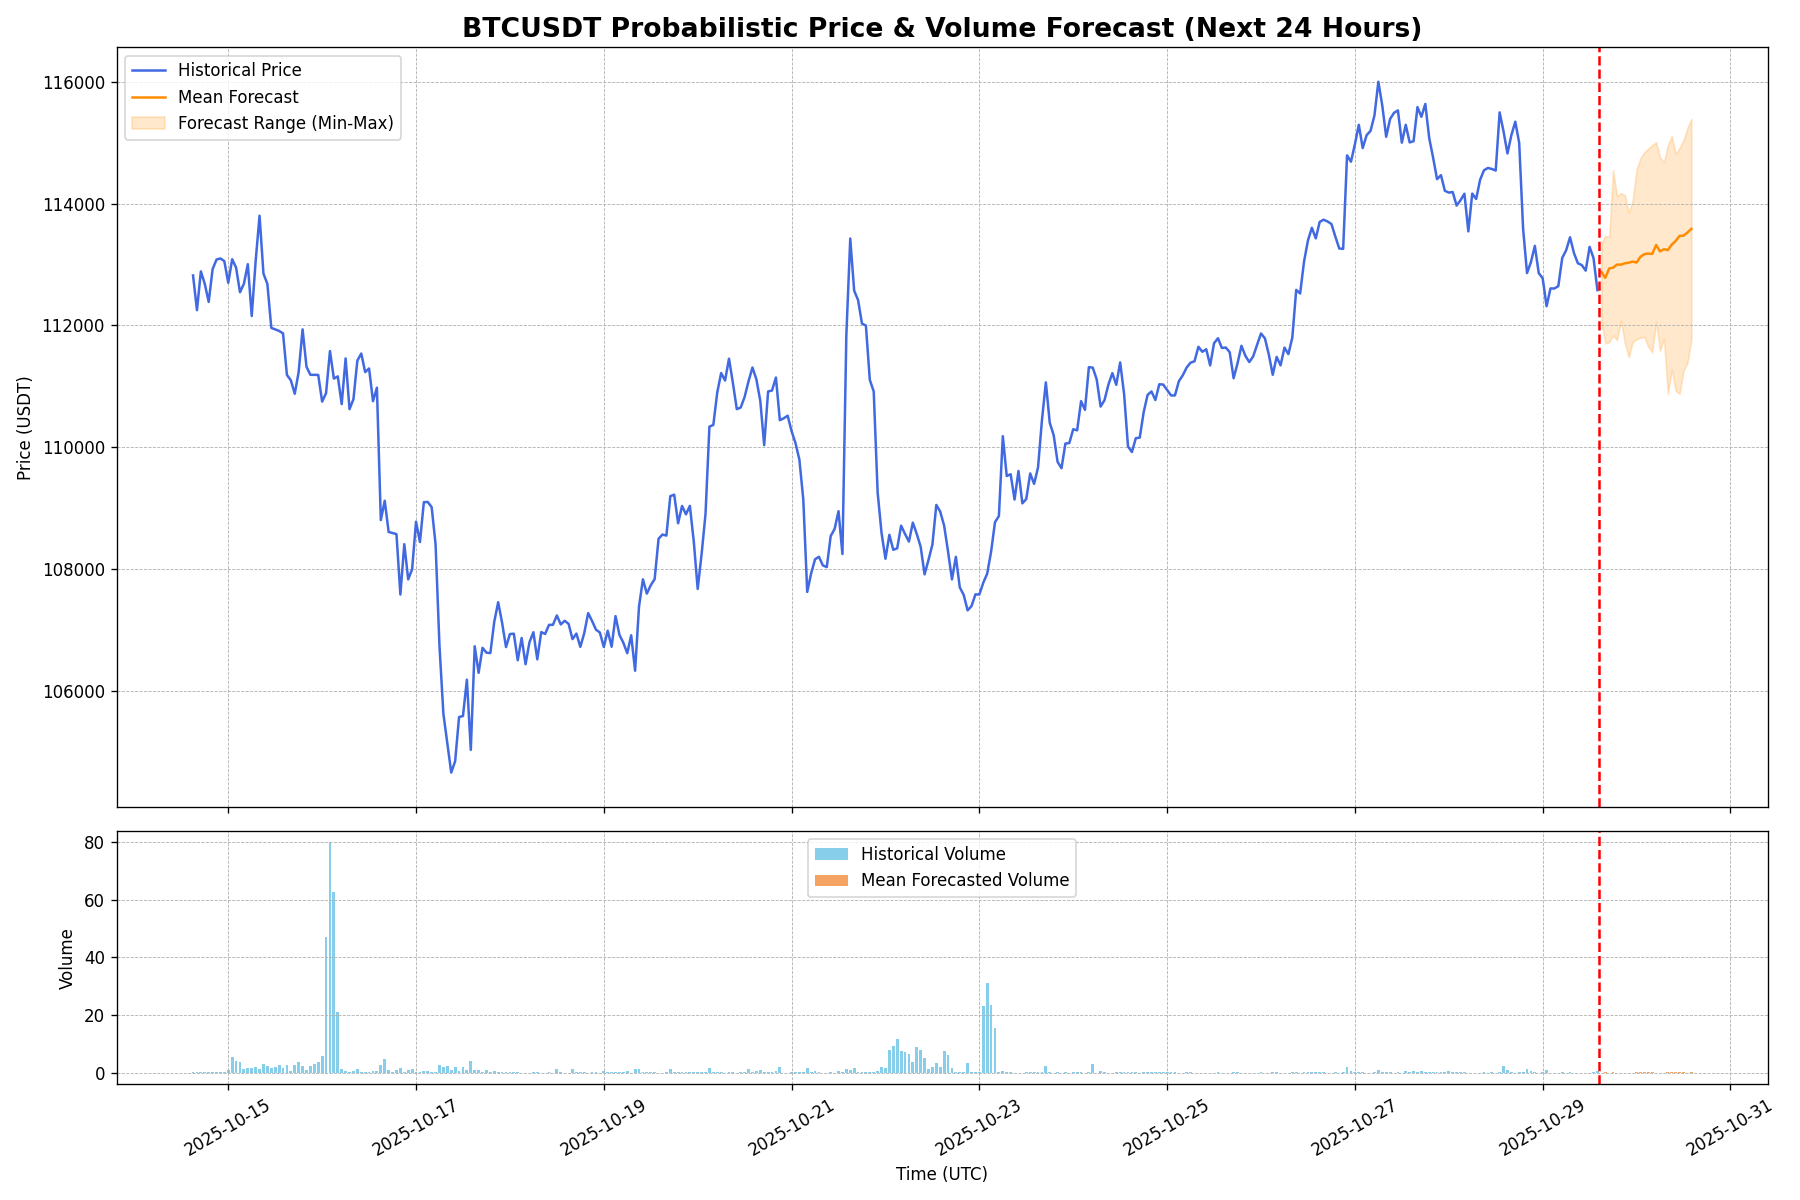 BTCUSDT Probabilistic Price & Volume Forecast (Next 24 Hours)
Historical Price
Mean Forecast
Forecast Range (Min-Max)
116000
114000
112000
110000
108000
106000
Price (USDT)
Historical Volume
Mean Forecasted Volume
80
60
40
20
0
Volume
2025-10-15
2025-10-17
2025-10-19
2025-10-21
2025-10-23
2025-10-25
2025-10-27
2025-10-29
2025-10-31
Time (UTC)